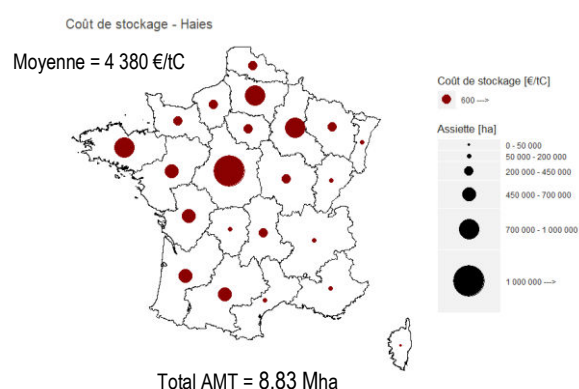 Coût de stockage - Haies
Moyenne = 4 380 €/tC
Coût de stockage [€/tC]
600 --->
Assiette [ha]
0 - 50 000
50 000 - 200 000
200 000 - 450 000
450 000 - 700 000
700 000 - 1 000 000
1 000 000 --->
Total AMT = 8.83 Mha